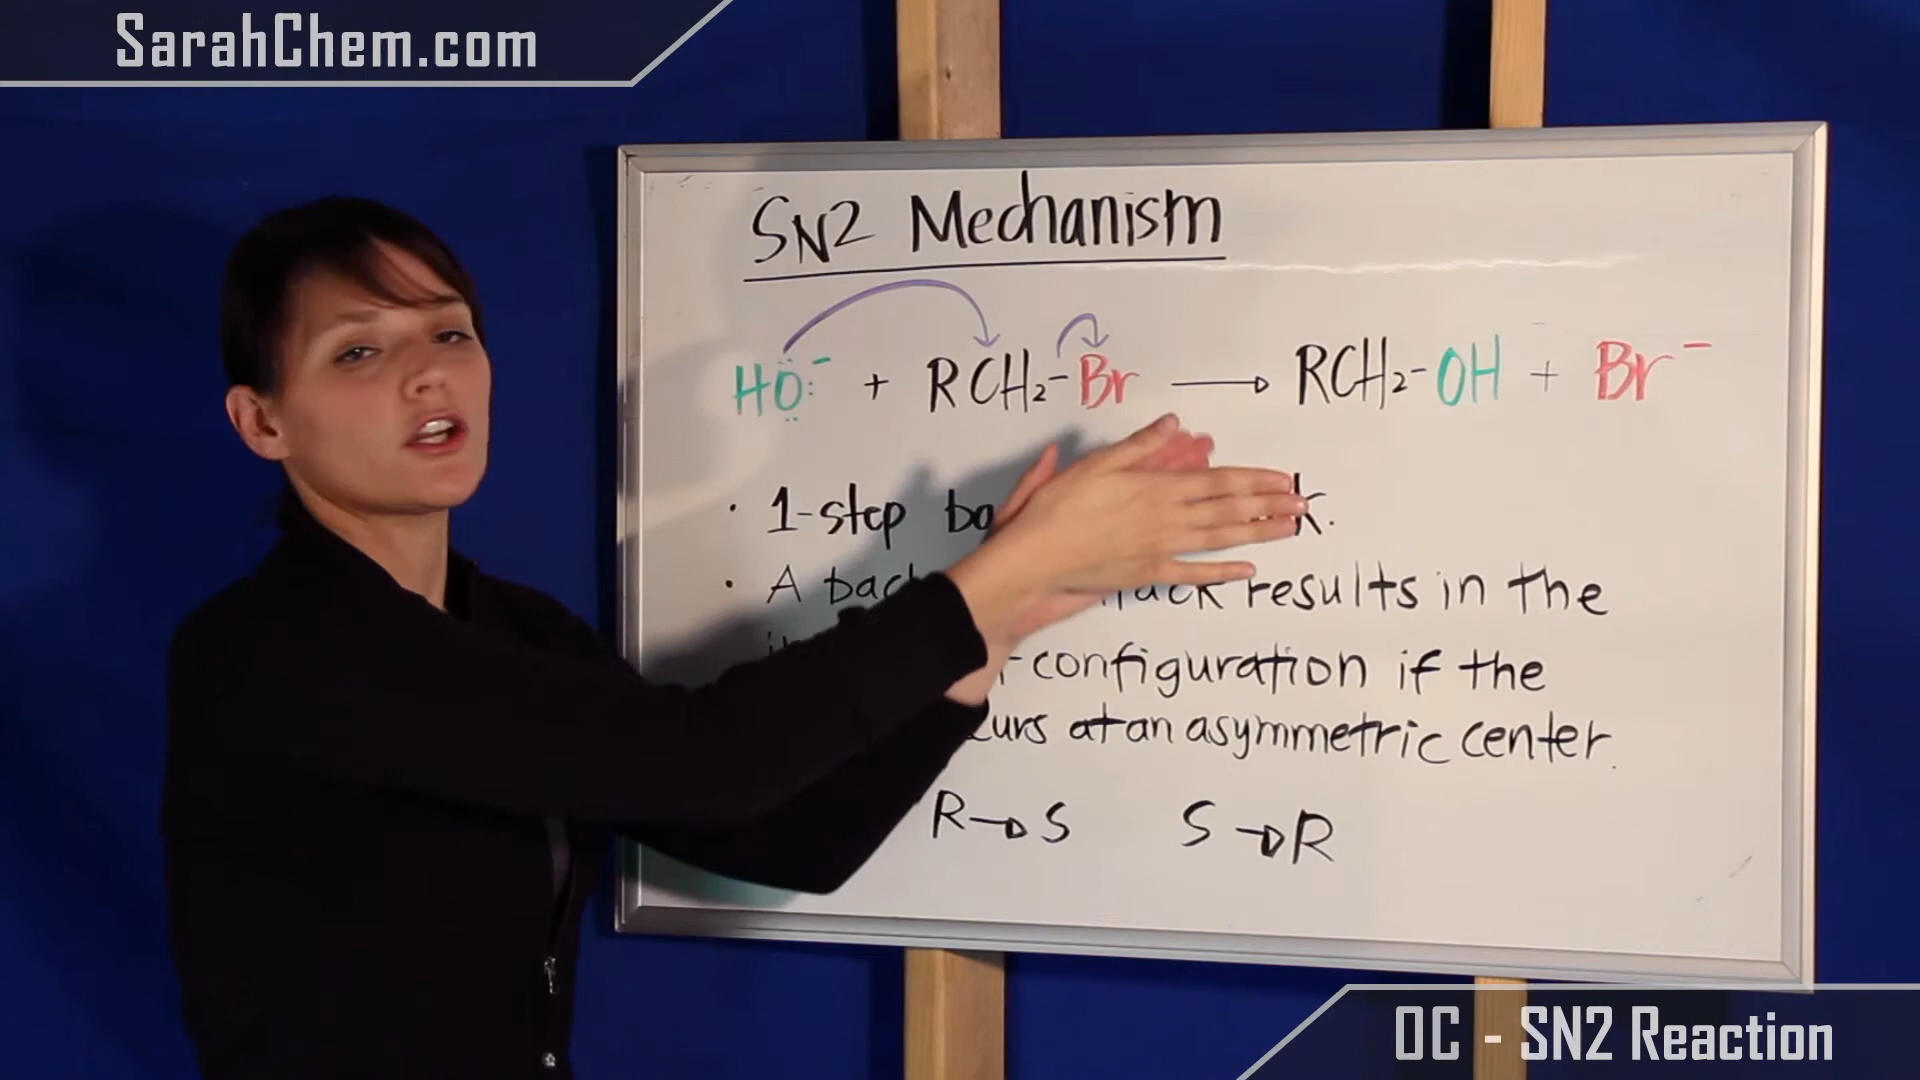 SarahChem.com
SN2 Mechanism
HO:⁻ + RCH₂-Br → RCH₂-OH + Br⁻
· 1-step
· A results in the
-configuration if the
at an asymmetric center.
R→S S→R
OC - SN2 Reaction